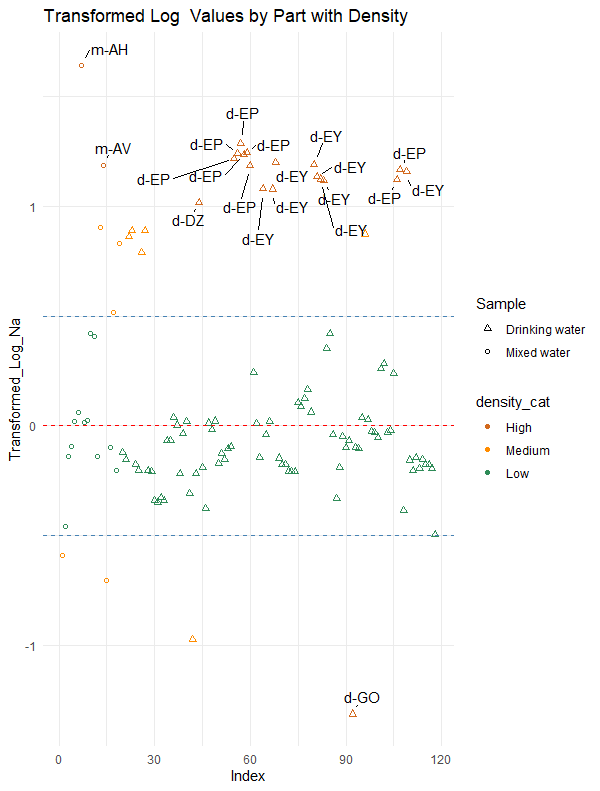 Transformed Log  Values by Part with Density
m-AH
d-EP
m-AV
d-EP
d-EP
d-EY
d-EP
d-EP
d-EP
d-EY
d-EY
1
d-EP
d-EY
d-EY
d-EP
d-EY
d-DZ
d-EY
d-EY
Sample
Drinking water
Mixed water
Transformed_Log_Na
0
density_cat
High
Medium
Low
-1
d-GO
0
30
60
90
120
Index